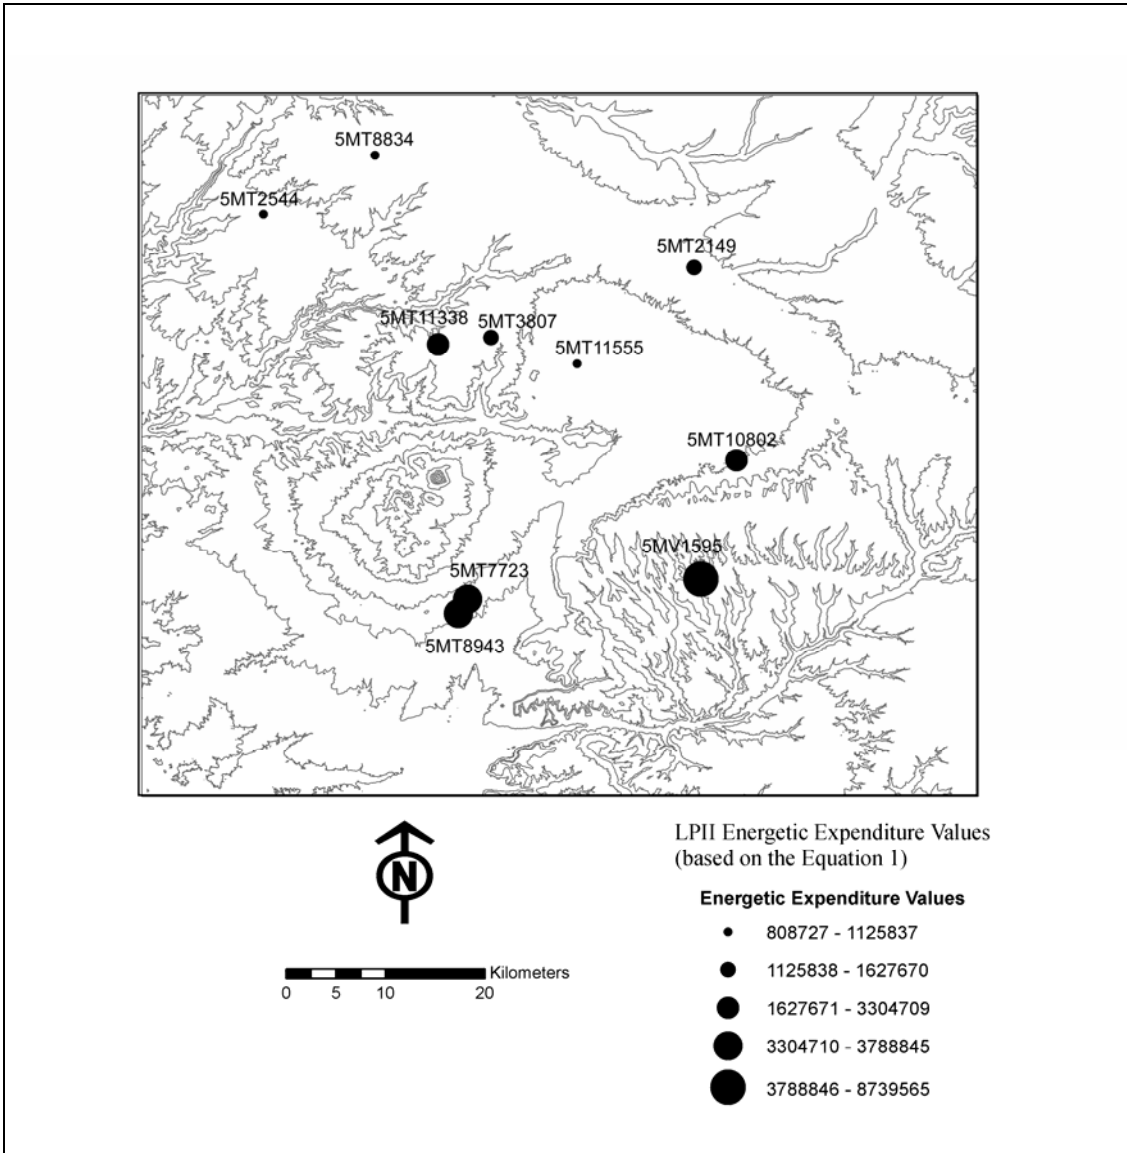 5MT8834
5MT2544
5MT2149
5MT11338
5MT3807
5MT11555
5MT10802
5MV1595
5MT7723
5MT8943
N
Kilometers
0 5 10 20
LPII Energetic Expenditure Values
(based on the Equation 1)
Energetic Expenditure Values
808727 - 1125837
1125838 - 1627670
1627671 - 3304709
3304710 - 3788845
3788846 - 8739565